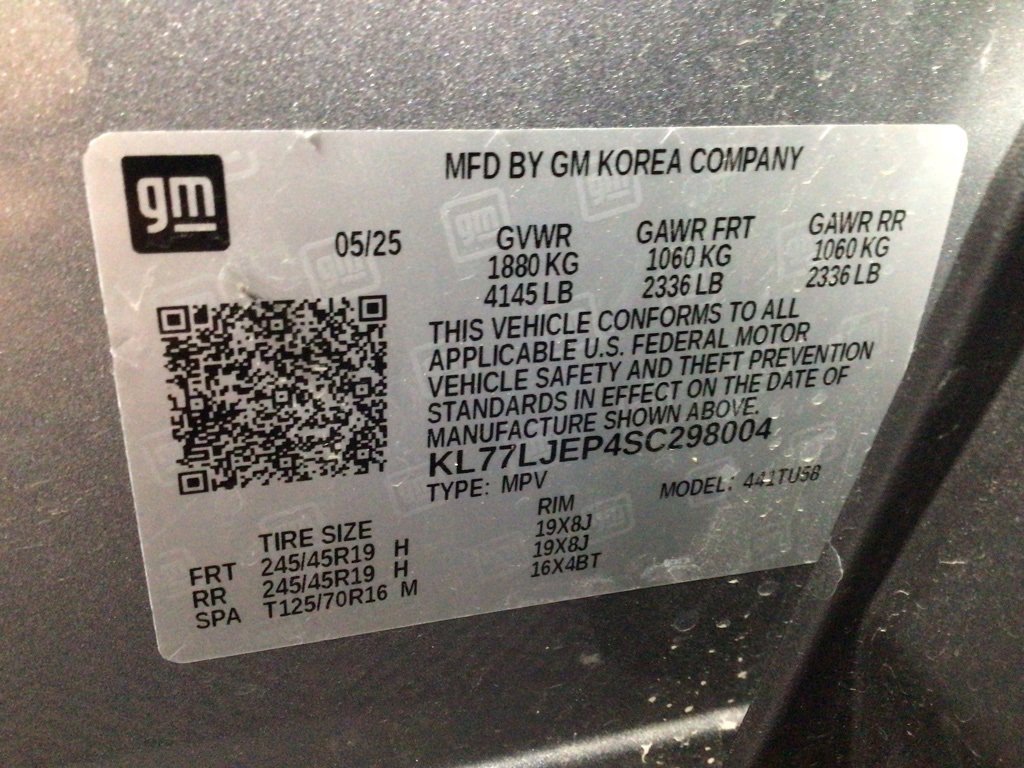 gm
MFD BY GM KOREA COMPANY
05/25
GVWR GAWR FRT GAWR RR
1880 KG 1060 KG 1060 KG
4145 LB 2336 LB 2336 LB
THIS VEHICLE CONFORMS TO ALL
APPLICABLE U.S. FEDERAL MOTOR
VEHICLE SAFETY AND THEFT PREVENTION
STANDARDS IN EFFECT ON THE DATE OF
MANUFACTURE SHOWN ABOVE.
KL77LJEP4SC298004
TYPE: MPV MODEL: 441TU58
TIRE SIZE RIM
FRT 245/45R19 H 19X8J
RR 245/45R19 H 19X8J
SPA T125/70R16 M 16X4BT